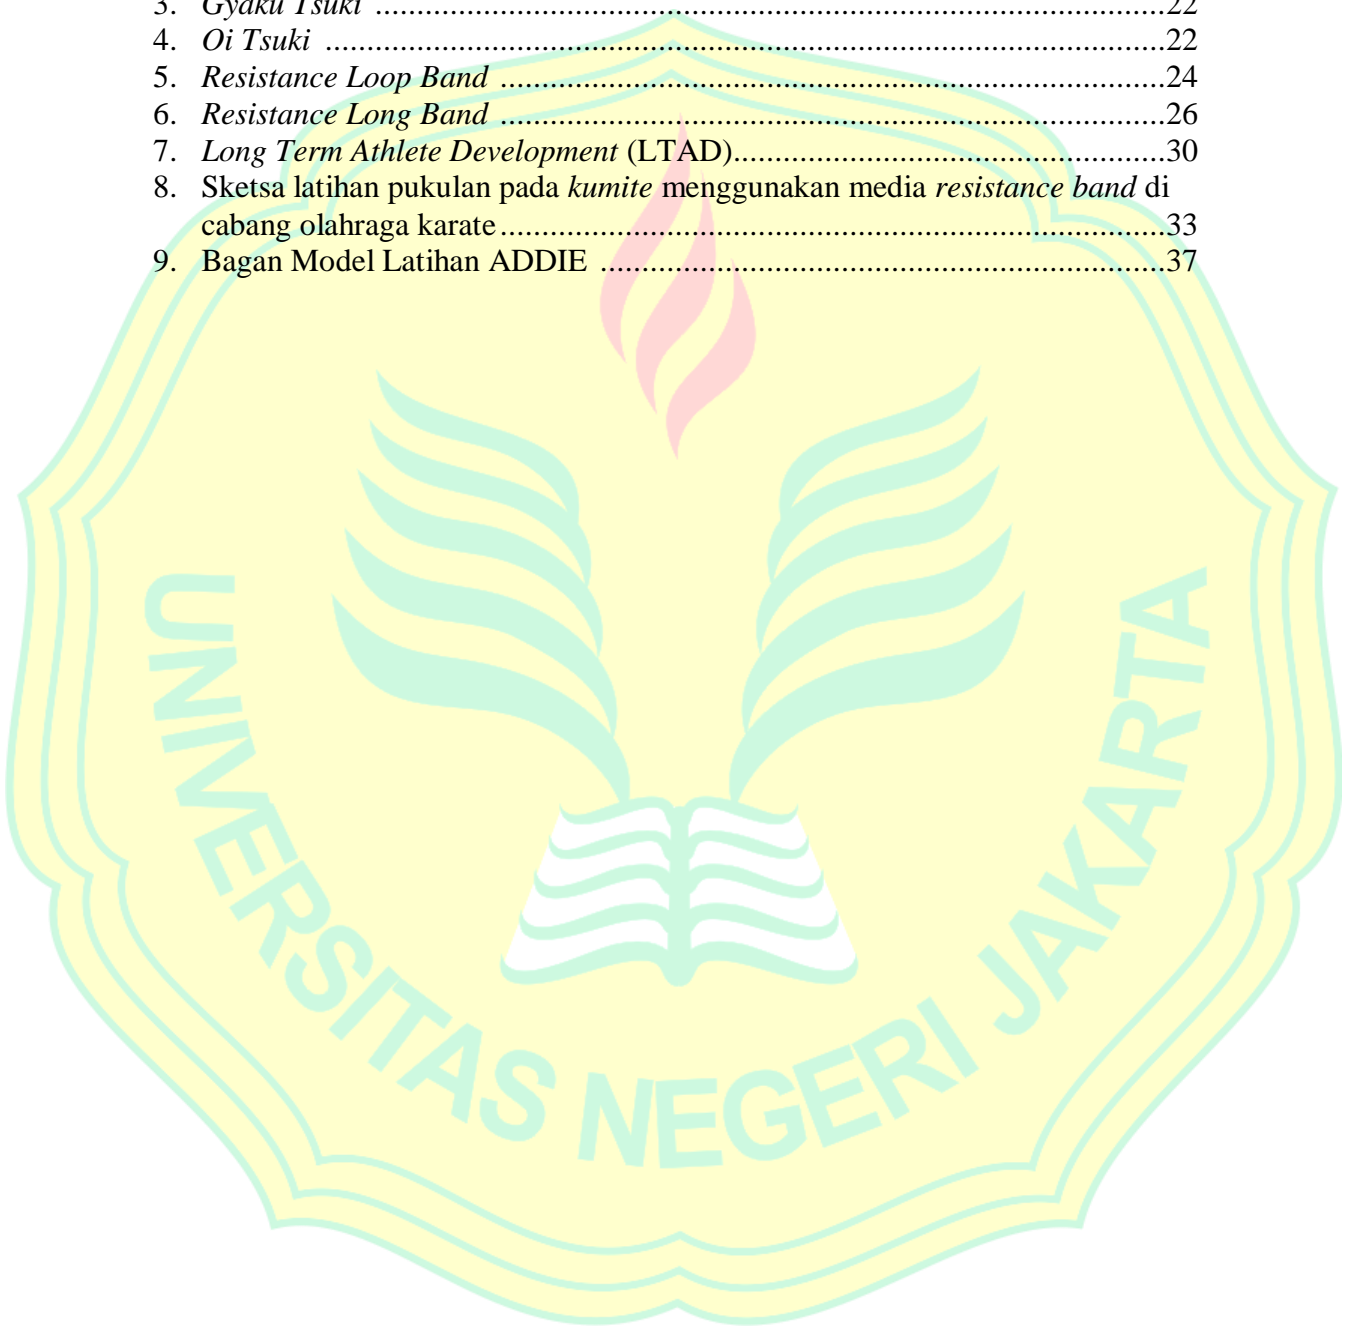 3. Gyaku Tsuki ........................................................................................................22
4. Oi Tsuki ........................................................................................................22
5. Resistance Loop Band ........................................................................................24
6. Resistance Long Band ........................................................................................26
7. Long Term Athlete Development (LTAD)........................................................30
8. Sketsa latihan pukulan pada kumite menggunakan media resistance band di
cabang olahraga karate........................................................................................33
9. Bagan Model Latihan ADDIE ........................................................................37
UNIVERSITAS NEGERI JAKARTA